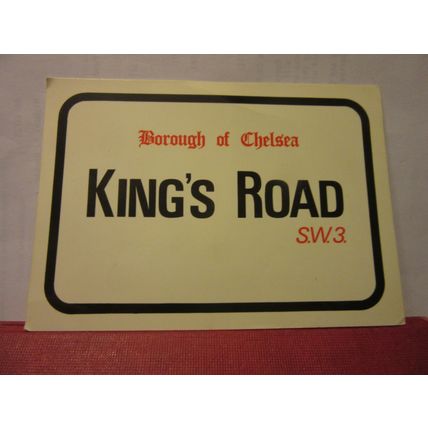 Borough of Chelsea
KING'S ROAD
S.W.3.